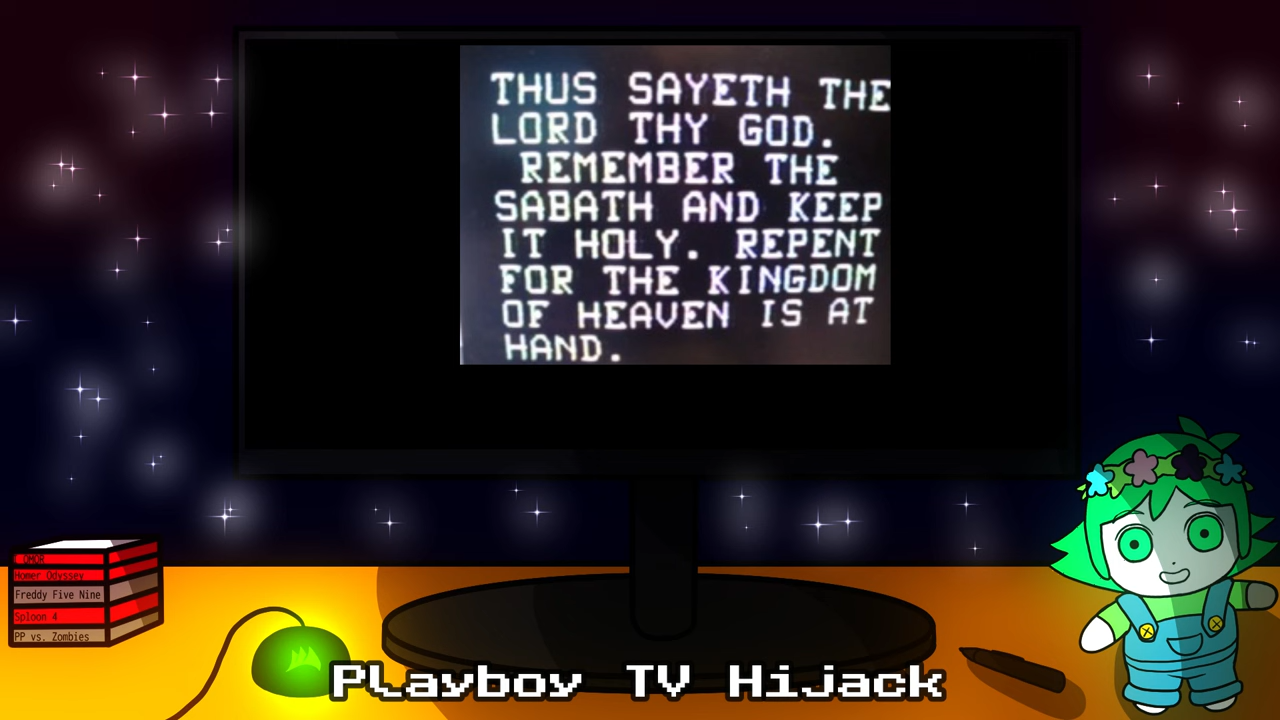 THUS SAYETH THE
LORD THY GOD.
REMEMBER THE
SABATH AND KEEP
IT HOLY. REPENT
FOR THE KINGDOM
OF HEAVEN IS AT
HAND.
OMOR
Homer Odyssey
Freddy Five Nine
Sploon 4
PP vs. Zombies
Playboy TV Hijack